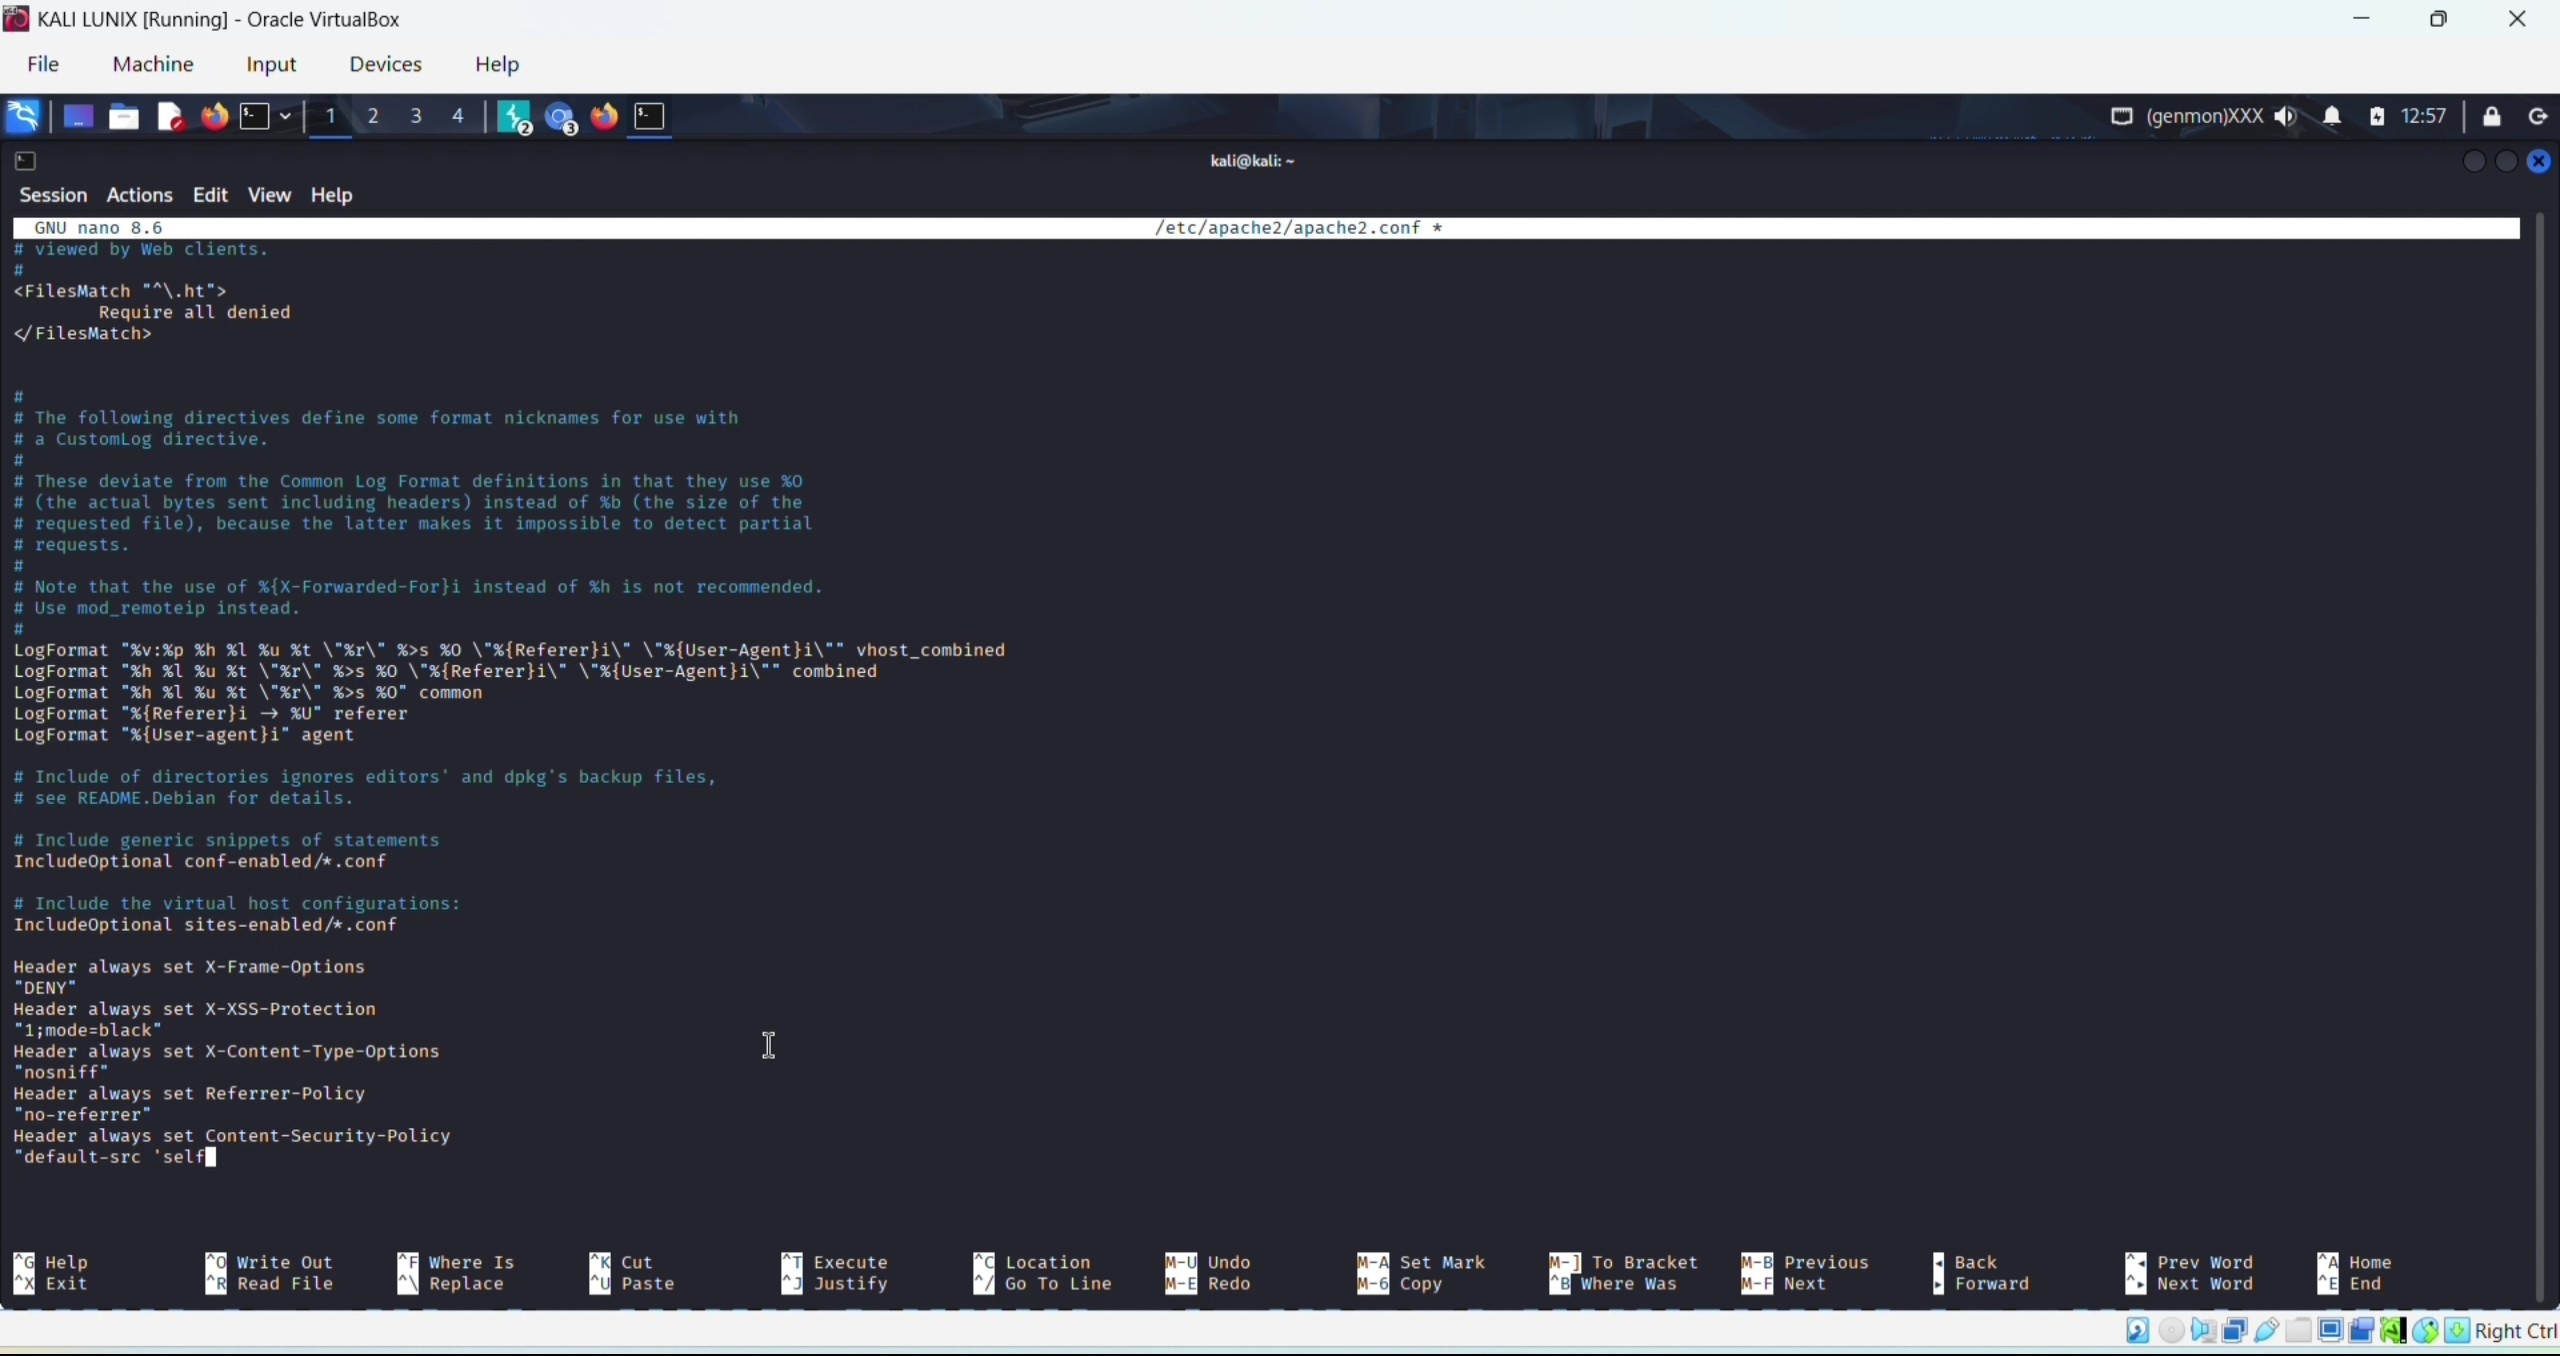 KALI LUNIX [Running] - Oracle VirtualBox
File Machine Input Devices Help
1 2 3 4 2 3 (genmon)XXX 12:57
kali@kali: ~
Session Actions Edit View Help
GNU nano 8.6 /etc/apache2/apache2.conf *
# viewed by Web clients.
#
<FilesMatch "^\.ht">
Require all denied
</FilesMatch>
#
# The following directives define some format nicknames for use with
# a CustomLog directive.
#
# These deviate from the Common Log Format definitions in that they use %O
# (the actual bytes sent including headers) instead of %b (the size of the
# requested file), because the latter makes it impossible to detect partial
# requests.
#
# Note that the use of %{X-Forwarded-For}i instead of %h is not recommended.
# Use mod_remoteip instead.
#
LogFormat "%v:%p %h %l %u %t \"%r\" %>s %O \"%{Referer}i\" \"%{User-Agent}i\"" vhost_combined
LogFormat "%h %l %u %t \"%r\" %>s %O \"%{Referer}i\" \"%{User-Agent}i\"" combined
LogFormat "%h %l %u %t \"%r\" %>s %O" common
LogFormat "%{Referer}i → %U" referer
LogFormat "%{User-agent}i" agent
# Include of directories ignores editors' and dpkg's backup files,
# see README.Debian for details.
# Include generic snippets of statements
IncludeOptional conf-enabled/*.conf
# Include the virtual host configurations:
IncludeOptional sites-enabled/*.conf
Header always set X-Frame-Options
"DENY"
Header always set X-XSS-Protection
"1;mode=black"
Header always set X-Content-Type-Options
"nosniff"
Header always set Referrer-Policy
"no-referrer"
Header always set Content-Security-Policy
"default-src 'self
^G Help ^O Write Out ^F Where Is ^K Cut ^T Execute ^C Location M-U Undo M-A Set Mark M-] To Bracket M-B Previous ◂ Back ^◂ Prev Word ^A Home
^X Exit ^R Read File ^\ Replace ^U Paste ^J Justify ^/ Go To Line M-E Redo M-6 Copy ^B Where Was M-F Next ▸ Forward ^▸ Next Word ^E End
Right Ctrl